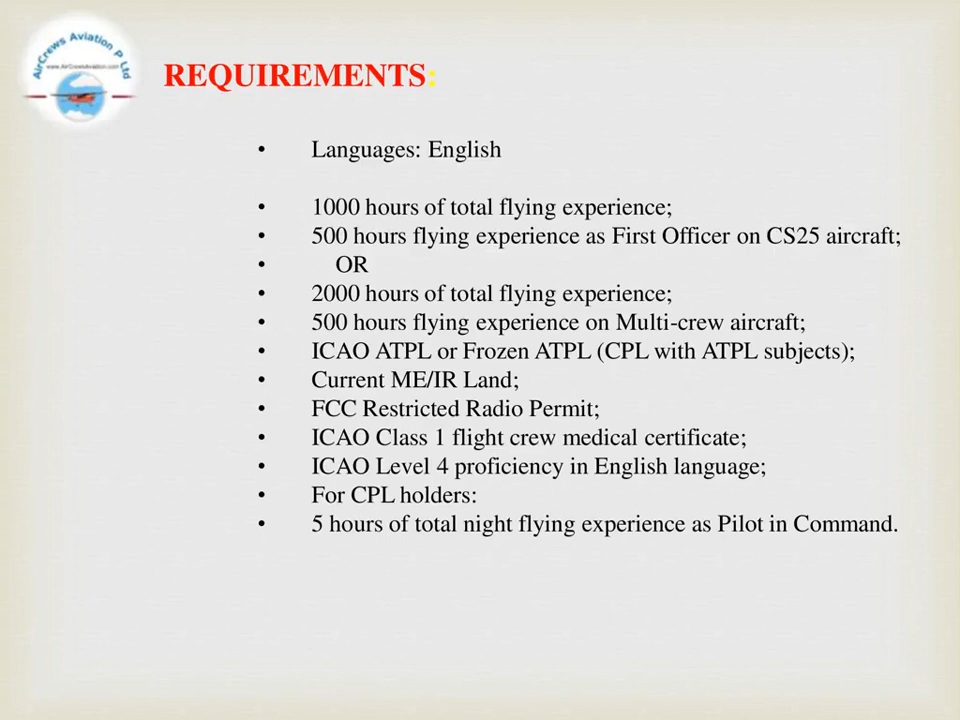 AirCrews Aviation P Ltd
www.AirCrewsAviation.com
REQUIREMENTS:
• Languages: English
• 1000 hours of total flying experience;
• 500 hours flying experience as First Officer on CS25 aircraft;
• OR
• 2000 hours of total flying experience;
• 500 hours flying experience on Multi-crew aircraft;
• ICAO ATPL or Frozen ATPL (CPL with ATPL subjects);
• Current ME/IR Land;
• FCC Restricted Radio Permit;
• ICAO Class 1 flight crew medical certificate;
• ICAO Level 4 proficiency in English language;
• For CPL holders:
• 5 hours of total night flying experience as Pilot in Command.